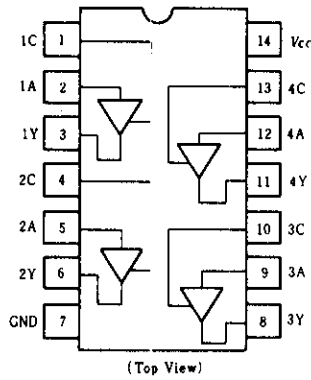 1C 1 14 Vcc
1A 2 13 4C
1Y 3 12 4A
2C 4 11 4Y
2A 5 10 3C
2Y 6 9 3A
GND 7 8 3Y
(Top View)